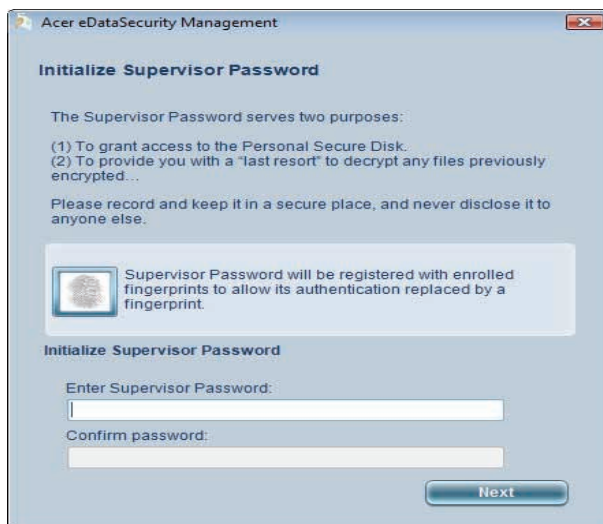 Acer eDataSecurity Management
Initialize Supervisor Password
The Supervisor Password serves two purposes:
(1) To grant access to the Personal Secure Disk.
(2) To provide you with a "last resort" to decrypt any files previously
encrypted...
Please record and keep it in a secure place, and never disclose it to
anyone else.
Supervisor Password will be registered with enrolled
fingerprints to allow its authentication replaced by a
fingerprint.
Initialize Supervisor Password
Enter Supervisor Password:
Confirm password:
Next